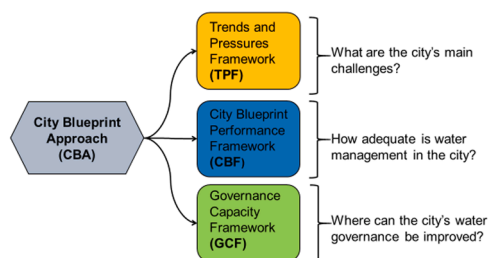 City Blueprint
Approach
(CBA)
Trends and
Pressures
Framework
(TPF)
What are the city's main
challenges?
City Blueprint
Performance
Framework
(CBF)
How adequate is water
management in the city?
Governance
Capacity
Framework
(GCF)
Where can the city's water
governance be improved?